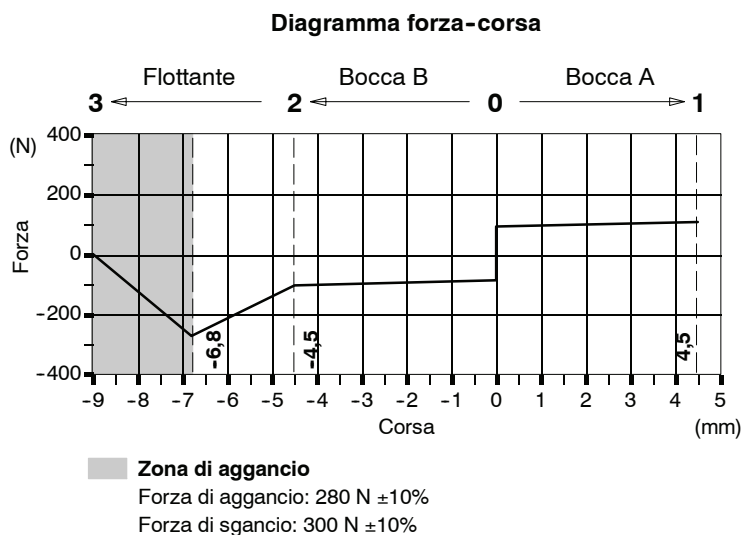 Diagramma forza-corsa
Flottante Bocca B Bocca A
3 2 0 1
(N)
400
200
0
-200
-400
Forza
-6,8 -4,5 4,5
-9 -8 -7 -6 -5 -4 -3 -2 -1 0 1 2 3 4 5
Corsa (mm)
Zona di aggancio
Forza di aggancio: 280 N ±10%
Forza di sgancio: 300 N ±10%